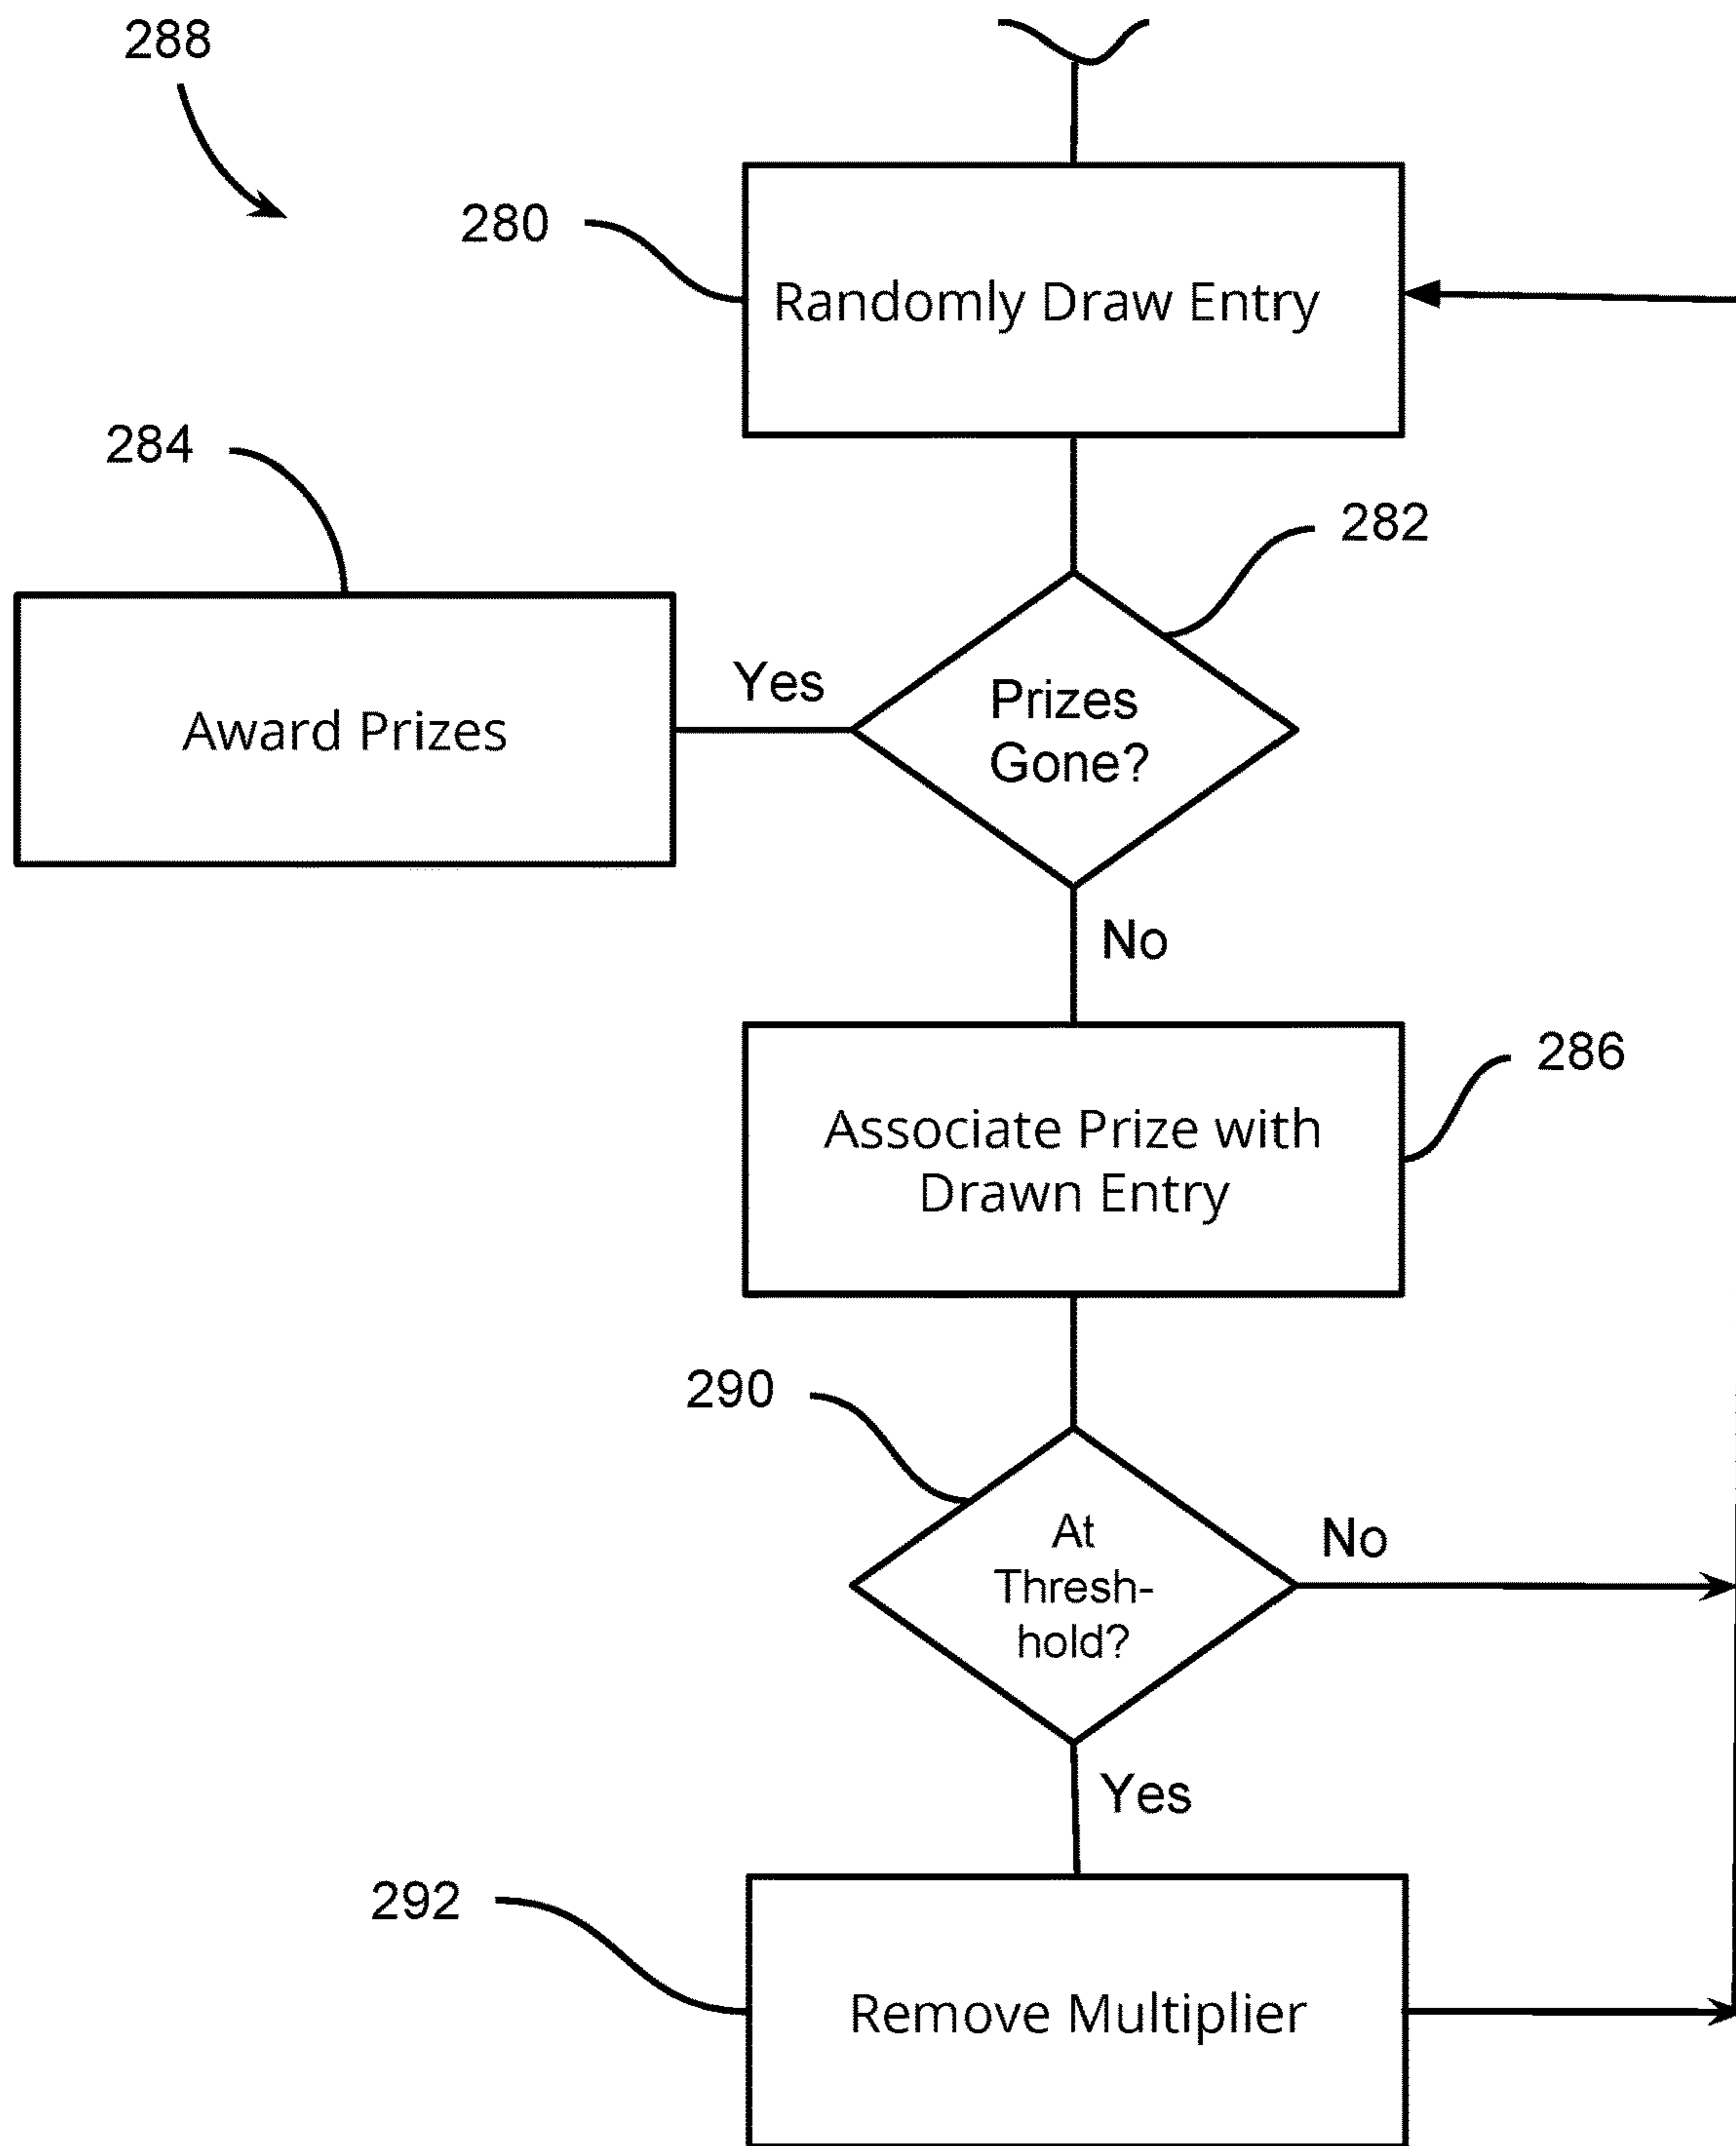 288
280
Randomly Draw Entry
284
282
Yes
Prizes
Gone?
Award Prizes
No
286
Associate Prize with
Drawn Entry
290
At
Thresh-
hold?
No
Yes
292
Remove Multiplier